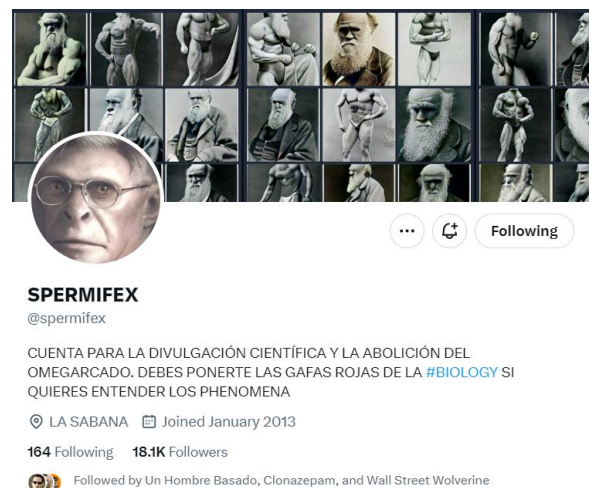 Following
SPERMIFEX
@spermifex
CUENTA PARA LA DIVULGACIÓN CIENTÍFICA Y LA ABOLICIÓN DEL
OMEGARCADO. DEBES PONERTE LAS GAFAS ROJAS DE LA #BIOLOGY SI
QUIERES ENTENDER LOS PHENOMENA
LA SABANA Joined January 2013
164 Following 18.1K Followers
Followed by Un Hombre Basado, Clonazepam, and Wall Street Wolverine